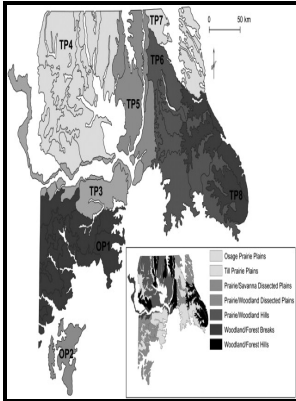 TP7
0 50 km
TP4
TP6
TP5
TP3
TP8
OP1
OP2
Osage Prairie Plains
Till Prairie Plains
Prairie/Savanna Dissected Plains
Prairie/Woodland Dissected Plains
Prairie/Woodland Hills
Woodland/Forest Breaks
Woodland/Forest Hills